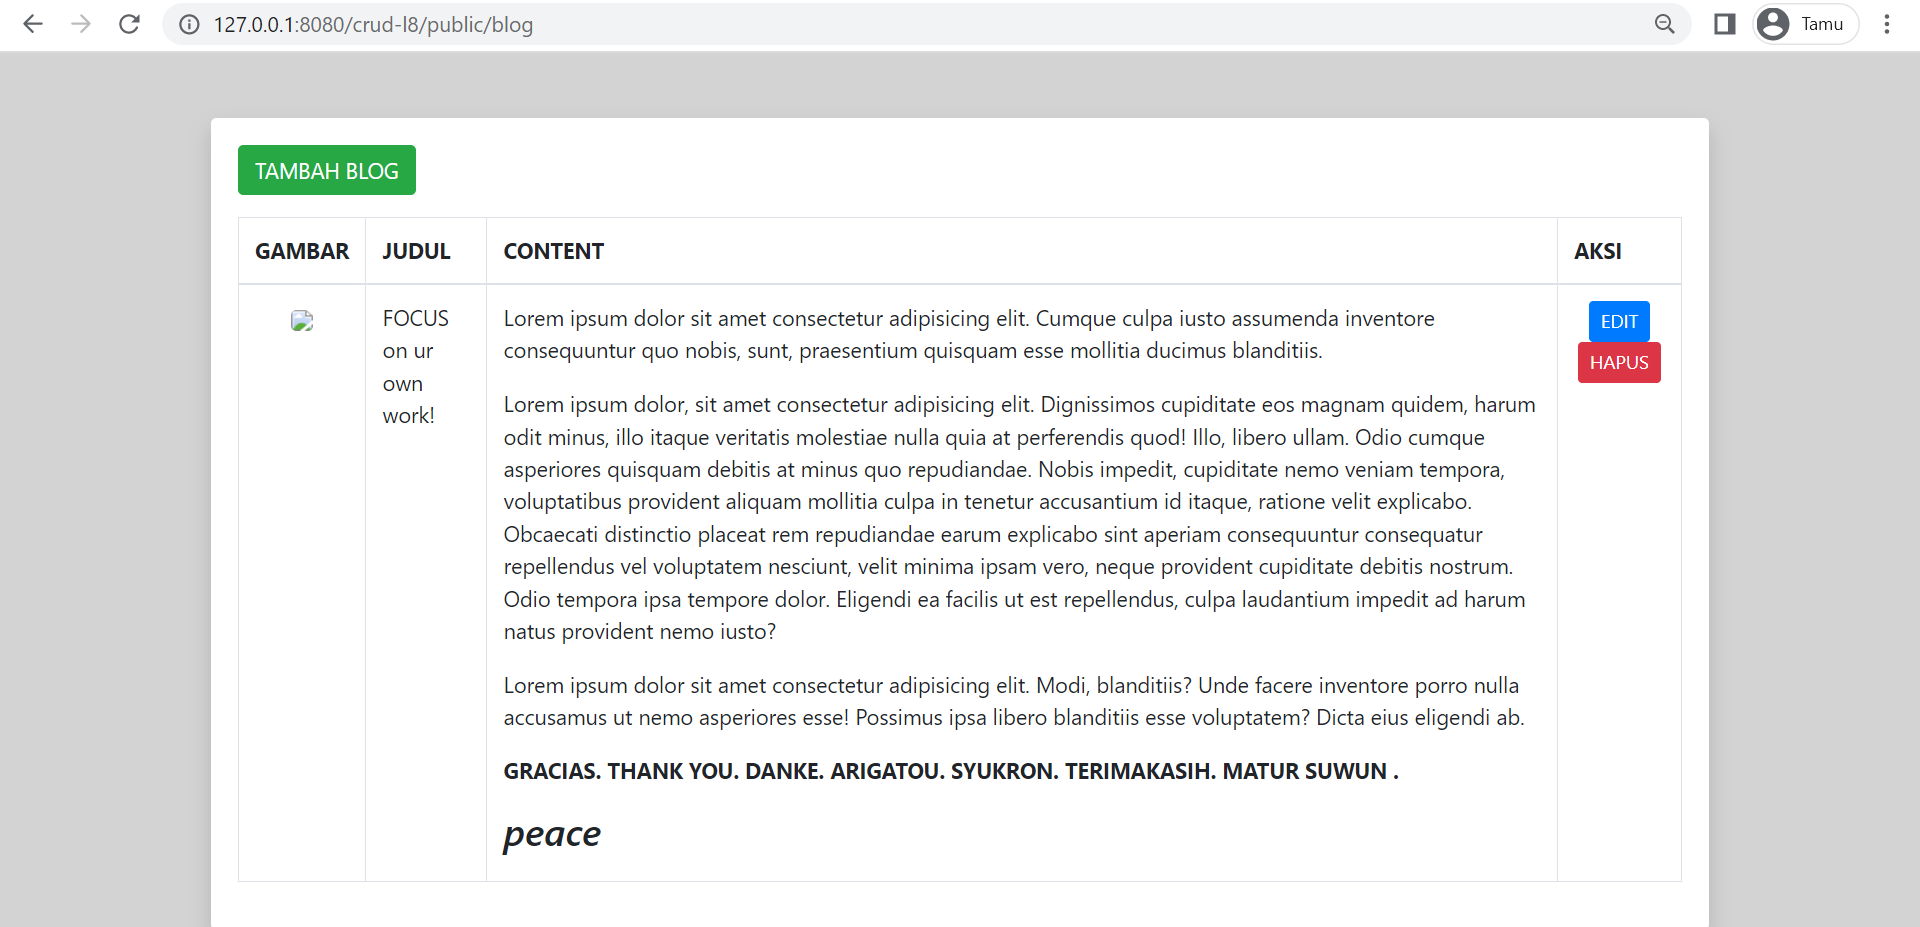 127.0.0.1:8080/crud-l8/public/blog
Tamu
TAMBAH BLOG
GAMBAR JUDUL CONTENT AKSI
FOCUS
on ur
own
work!
Lorem ipsum dolor sit amet consectetur adipisicing elit. Cumque culpa iusto assumenda inventore
consequuntur quo nobis, sunt, praesentium quisquam esse mollitia ducimus blanditiis.
Lorem ipsum dolor, sit amet consectetur adipisicing elit. Dignissimos cupiditate eos magnam quidem, harum
odit minus, illo itaque veritatis molestiae nulla quia at perferendis quod! Illo, libero ullam. Odio cumque
asperiores quisquam debitis at minus quo repudiandae. Nobis impedit, cupiditate nemo veniam tempora,
voluptatibus provident aliquam mollitia culpa in tenetur accusantium id itaque, ratione velit explicabo.
Obcaecati distinctio placeat rem repudiandae earum explicabo sint aperiam consequuntur consequatur
repellendus vel voluptatem nesciunt, velit minima ipsam vero, neque provident cupiditate debitis nostrum.
Odio tempora ipsa tempore dolor. Eligendi ea facilis ut est repellendus, culpa laudantium impedit ad harum
natus provident nemo iusto?
Lorem ipsum dolor sit amet consectetur adipisicing elit. Modi, blanditiis? Unde facere inventore porro nulla
accusamus ut nemo asperiores esse! Possimus ipsa libero blanditiis esse voluptatem? Dicta eius eligendi ab.
GRACIAS. THANK YOU. DANKE. ARIGATOU. SYUKRON. TERIMAKASIH. MATUR SUWUN .
peace
EDIT
HAPUS